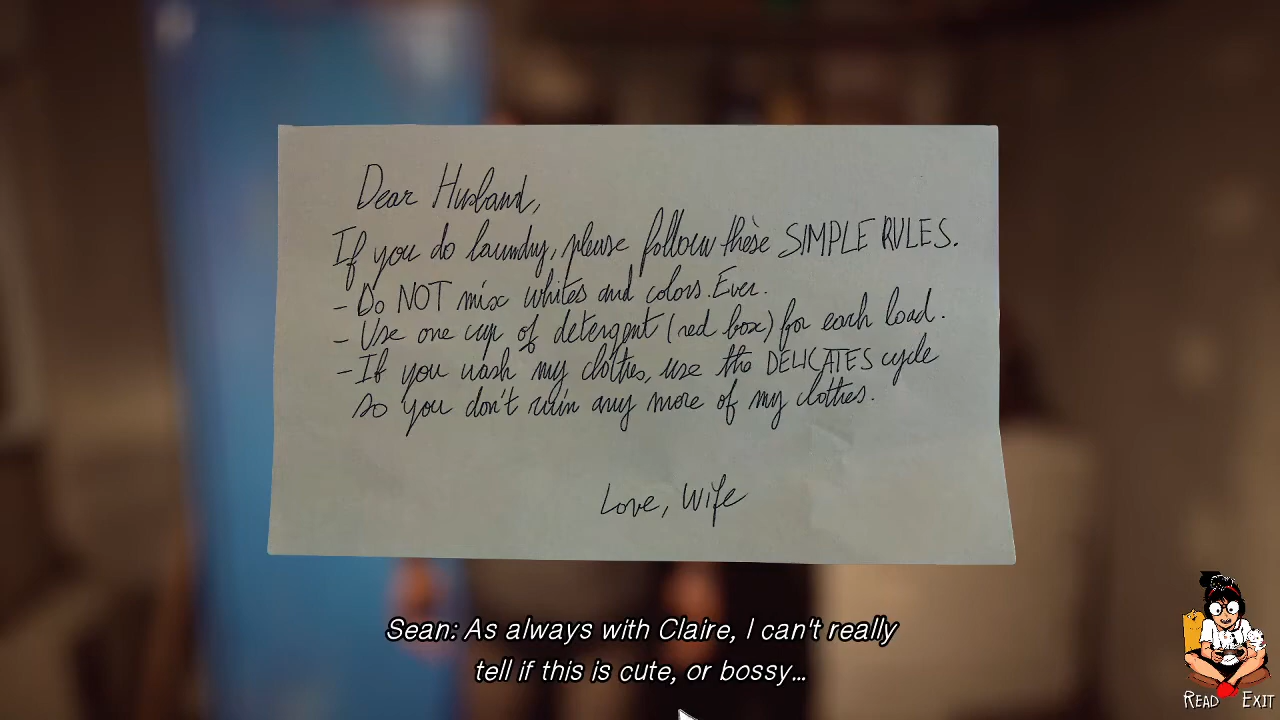 Dear Husband,
If you do laundry, please follow these SIMPLE RULES.
- Do NOT mix whites and colors. Ever.
- Use one cup of detergent (red box) for each load.
- If you wash my clothes, use the DELICATES cycle
so you don't ruin any more of my clothes.
Love, Wife
Sean: As always with Claire, I can't really
tell if this is cute, or bossy...
READ EXIT